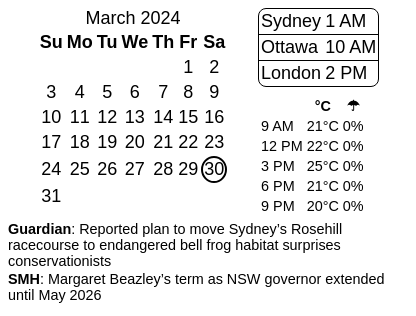 March 2024
Su Mo Tu We Th Fr Sa
1 2
3 4 5 6 7 8 9
10 11 12 13 14 15 16
17 18 19 20 21 22 23
24 25 26 27 28 29 30
31
Sydney 1 AM
Ottawa 10 AM
London 2 PM
°C ☂
9 AM 21°C 0%
12 PM 22°C 0%
3 PM 25°C 0%
6 PM 21°C 0%
9 PM 20°C 0%
Guardian: Reported plan to move Sydney's Rosehill
racecourse to endangered bell frog habitat surprises
conservationists
SMH: Margaret Beazley's term as NSW governor extended
until May 2026